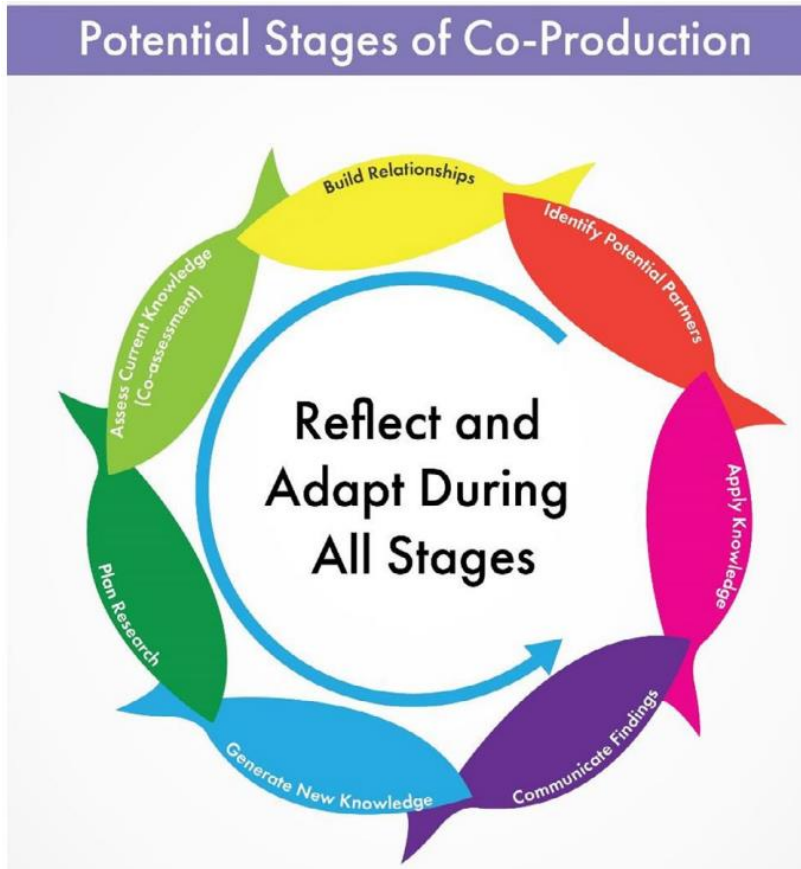 Potential Stages of Co-Production
Build Relationships
Identify Potential Partners
Assess Current Knowledge
(Co-assessment)
Reflect and
Adapt During
All Stages
Apply Knowledge
Plan Research
Generate New Knowledge
Communicate Findings